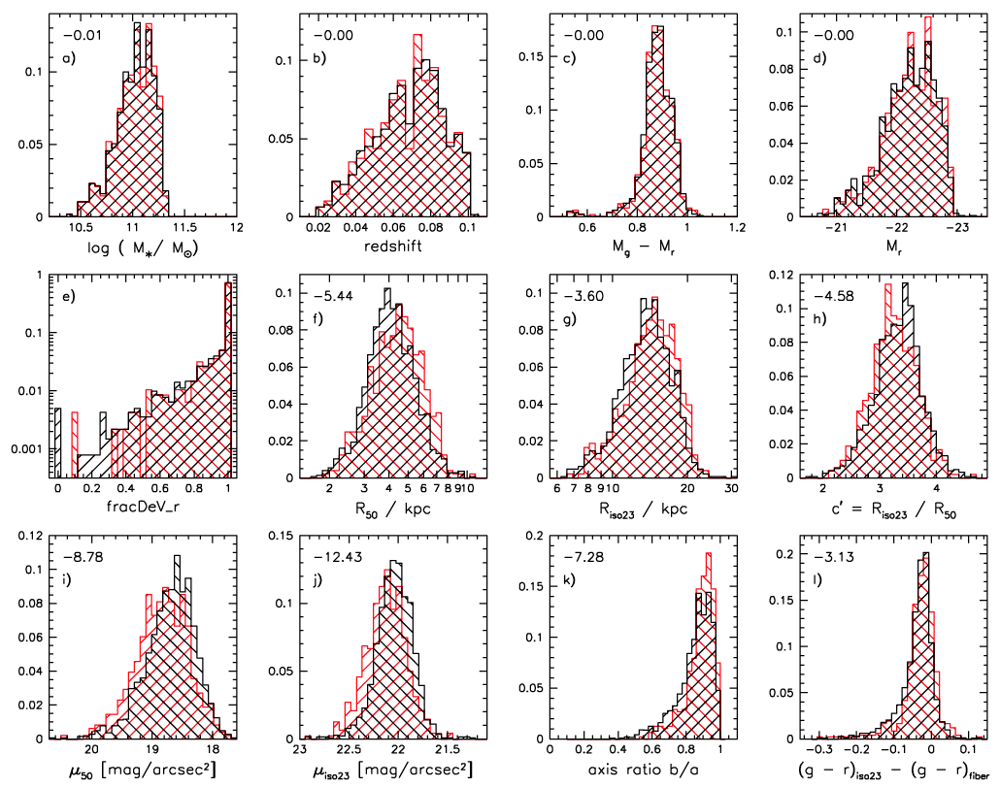 −0.01 a) 0.1 0.05 0 10.5 11 11.5 12 log ( M* / M⊙)
−0.00 b) 0.1 0.05 0 0.02 0.04 0.06 0.08 0.1 redshift
−0.00 c) 0.15 0.1 0.05 0 0.6 0.8 1 1.2 Mg − Mr
−0.00 d) 0.1 0.08 0.06 0.04 0.02 0 −21 −22 −23 Mr
e) 1 0.1 0.01 0.001 0 0.2 0.4 0.6 0.8 1 fracDeV_r
−5.44 f) 0.1 0.08 0.06 0.04 0.02 0 2 3 4 5 6 7 8 9 10 R50 / kpc
−3.60 g) 0.1 0.08 0.06 0.04 0.02 0 6 7 8 9 10 20 30 Riso23 / kpc
−4.58 h) 0.12 0.1 0.08 0.06 0.04 0.02 0 2 3 4 c' = Riso23 / R50
−8.78 i) 0.12 0.1 0.08 0.06 0.04 0.02 0 20 19 18 μ50 [mag/arcsec²]
−12.43 j) 0.15 0.1 0.05 0 23 22.5 22 21.5 μiso23 [mag/arcsec²]
−7.28 k) 0.2 0.15 0.1 0.05 0 0 0.2 0.4 0.6 0.8 1 axis ratio b/a
−3.13 l) 0.2 0.15 0.1 0.05 0 −0.3 −0.2 −0.1 0 0.1 (g − r)iso23 − (g − r)fiber